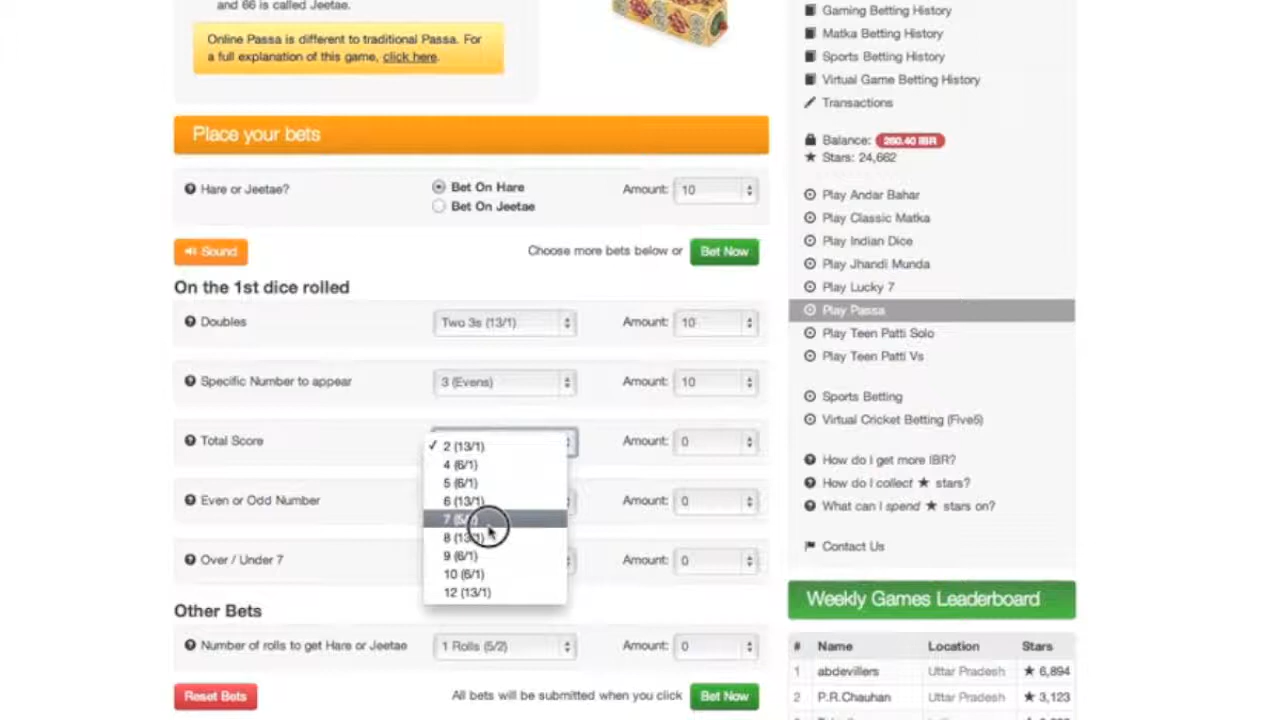 and 66 is called Jeetae.
Online Passa is different to traditional Passa. For
a full explanation of this game, click here.
Place your bets
Hare or Jeetae?
Bet On Hare
Bet On Jeetae
Amount: 10
Sound
Choose more bets below or Bet Now
On the 1st dice rolled
Doubles Two 3s (13/1) Amount: 10
Specific Number to appear 3 (Evens) Amount: 10
Total Score Amount: 0
2 (13/1)
4 (6/1)
5 (6/1)
6 (13/1)
7
8 (13/1)
9 (6/1)
10 (6/1)
12 (13/1)
Even or Odd Number Amount: 0
Over / Under 7 Amount: 0
Other Bets
Number of rolls to get Hare or Jeetae 1 Rolls (5/2) Amount: 0
Reset Bets All bets will be submitted when you click Bet Now
Gaming Betting History
Matka Betting History
Sports Betting History
Virtual Game Betting History
Transactions
Balance: 260.40 IBR
Stars: 24,662
Play Andar Bahar
Play Classic Matka
Play Indian Dice
Play Jhandi Munda
Play Lucky 7
Play Passa
Play Teen Patti Solo
Play Teen Patti Vs
Sports Betting
Virtual Cricket Betting (Five5)
How do I get more IBR?
How do I collect ★ stars?
What can I spend ★ stars on?
Contact Us
Weekly Games Leaderboard
# Name Location Stars
1 abdevillers Uttar Pradesh ★ 6,894
2 P.R.Chauhan Uttar Pradesh ★ 3,123